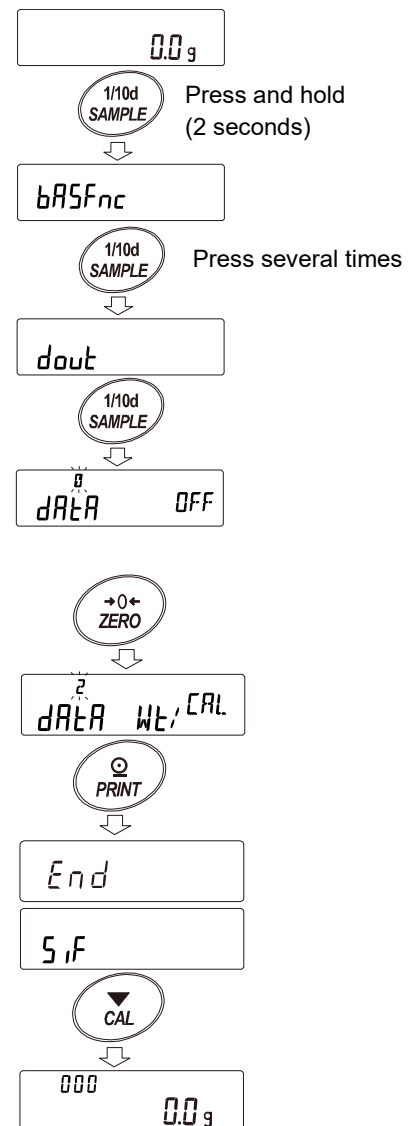 0.0 g
1/10d
SAMPLE
Press and hold
(2 seconds)
bASFnc
1/10d
SAMPLE
Press several times
dout
1/10d
SAMPLE
0
dAtA OFF
→0←
ZERO
2
dAtA Wt/CAL
PRINT
End
SiF
CAL
000
0.0 g